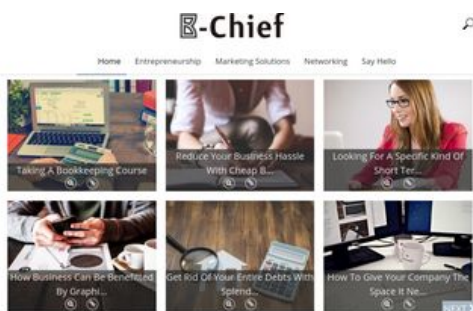 B-Chief
Home Entrepreneurship Marketing Solutions Networking Say Hello
Taking A Bookkeeping Course
Reduce Your Business Hassle
With Cheap B...
Looking For A Specific Kind Of
Short Ter...
How Business Can Be Benefitted
By Graphi...
Get Rid Of Your Entire Debts With
Splend...
How To Give Your Company The
Space It Ne...
NEXT